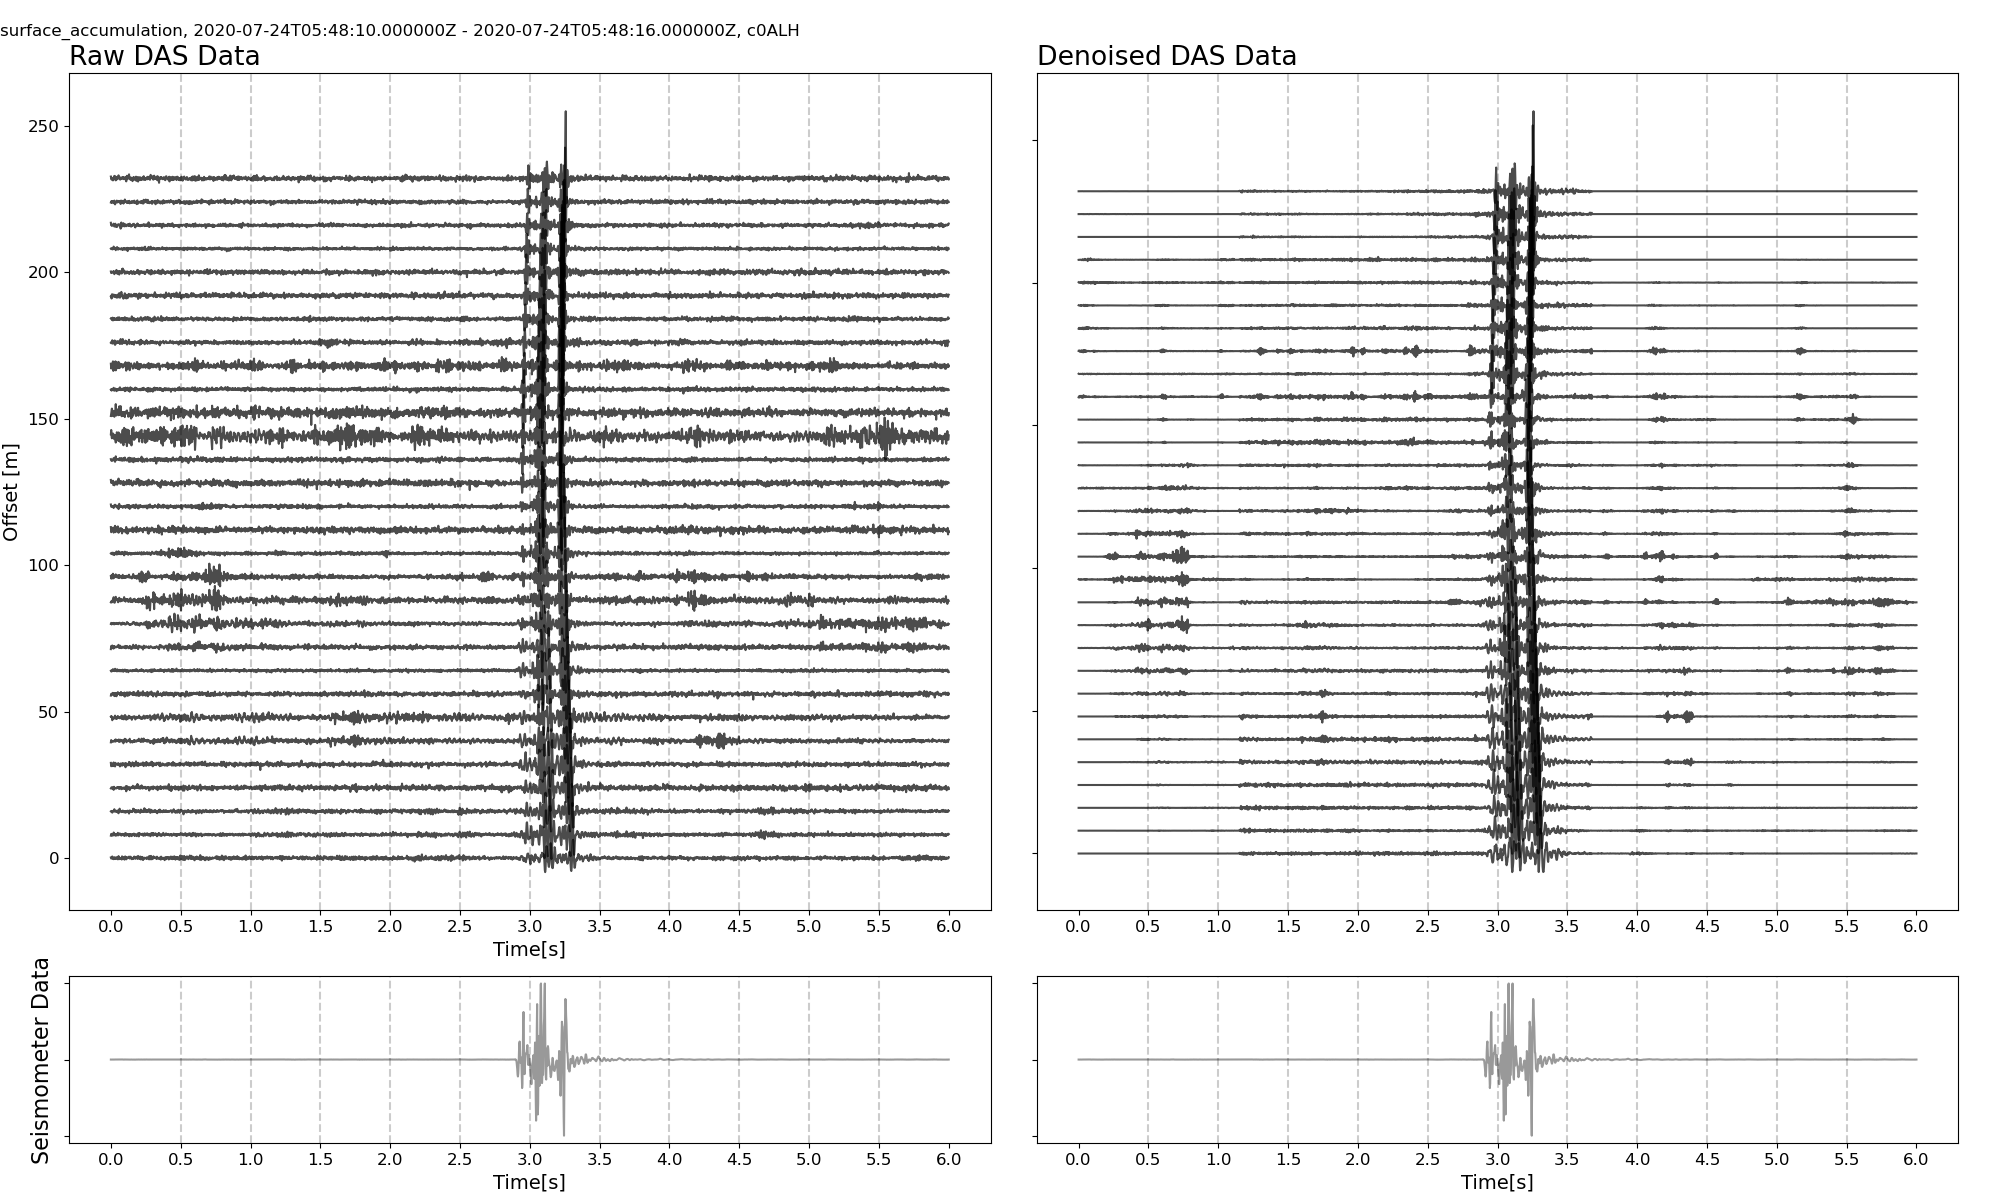 surface_accumulation, 2020-07-24T05:48:10.000000Z - 2020-07-24T05:48:16.000000Z, c0ALH
Raw DAS Data
Denoised DAS Data
250
200
150
100
50
0
Offset [m]
0.0 0.5 1.0 1.5 2.0 2.5 3.0 3.5 4.0 4.5 5.0 5.5 6.0
Time[s]
0.0 0.5 1.0 1.5 2.0 2.5 3.0 3.5 4.0 4.5 5.0 5.5 6.0
Seismometer Data
0.0 0.5 1.0 1.5 2.0 2.5 3.0 3.5 4.0 4.5 5.0 5.5 6.0
Time[s]
0.0 0.5 1.0 1.5 2.0 2.5 3.0 3.5 4.0 4.5 5.0 5.5 6.0
Time[s]